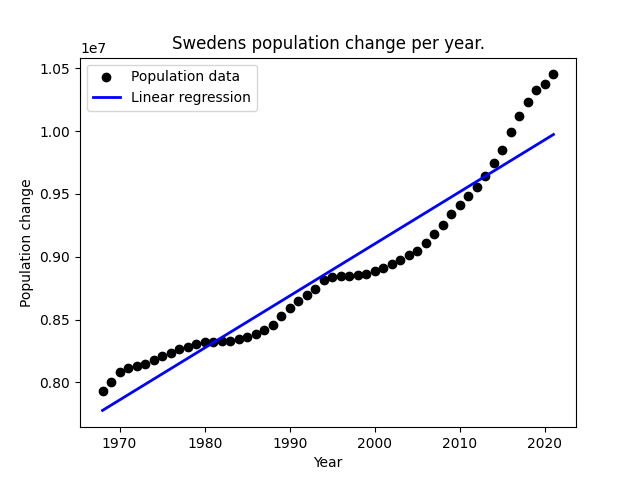 Swedens population change per year.
1e7
Population data
Linear regression
1.05
1.00
0.95
0.90
0.85
0.80
Population change
1970 1980 1990 2000 2010 2020
Year